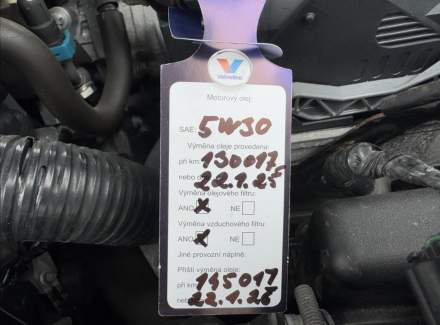 Valvoline
Motorový olej
SAE: 5W30
Výměna oleje provedena:
při km: 130017
nebo d 22.1.25
Výměna olejového filtru:
ANO X NE
Výměna vzduchového filtru
ANO X NE
Jiné provozní náplně:
Příští výměna oleje:
při km: 145017
nebo 22.1.26